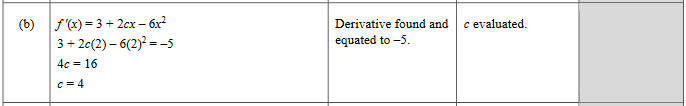 (b) f'(x) = 3 + 2cx – 6x² Derivative found and c evaluated.
3 + 2c(2) – 6(2)² = –5 equated to –5.
4c = 16
c = 4